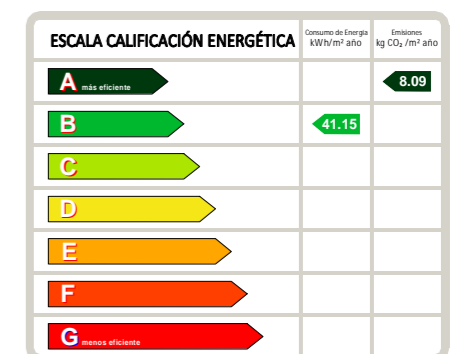 ESCALA CALIFICACIÓN ENERGÉTICA
Consumo de Energía
kWh/m² año
Emisiones
kg CO₂ /m² año
A más eficiente
8.09
B
41.15
C
D
E
F
G menos eficiente